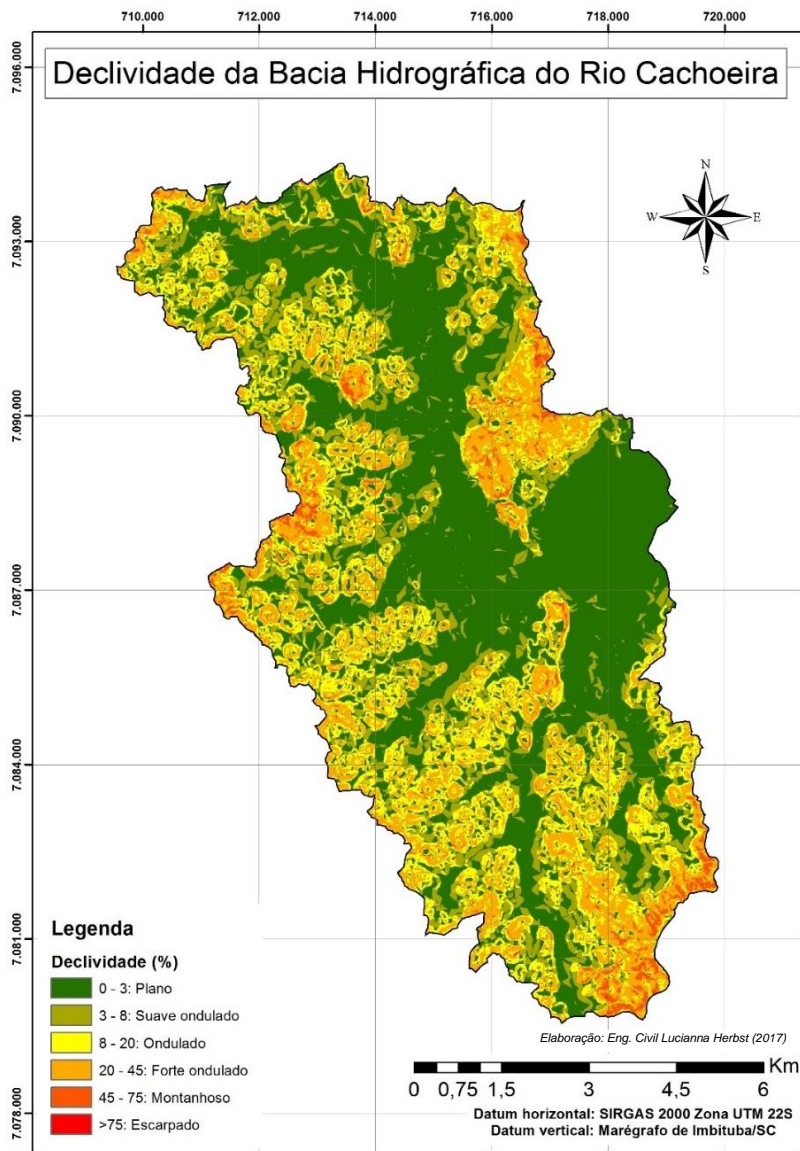 710.000 712.000 714.000 716.000 718.000 720.000
Declividade da Bacia Hidrográfica do Rio Cachoeira
7.096.000
N
W E
S
7.093.000
7.090.000
7.087.000
7.084.000
7.081.000
7.078.000
Legenda
Declividade (%)
0 - 3: Plano
3 - 8: Suave ondulado
8 - 20: Ondulado
20 - 45: Forte ondulado
45 - 75: Montanhoso
>75: Escarpado
Elaboração: Eng. Civil Lucianna Herbst (2017)
Km
0 0,75 1,5 3 4,5 6
Datum horizontal: SIRGAS 2000 Zona UTM 22S
Datum vertical: Marégrafo de Imbituba/SC